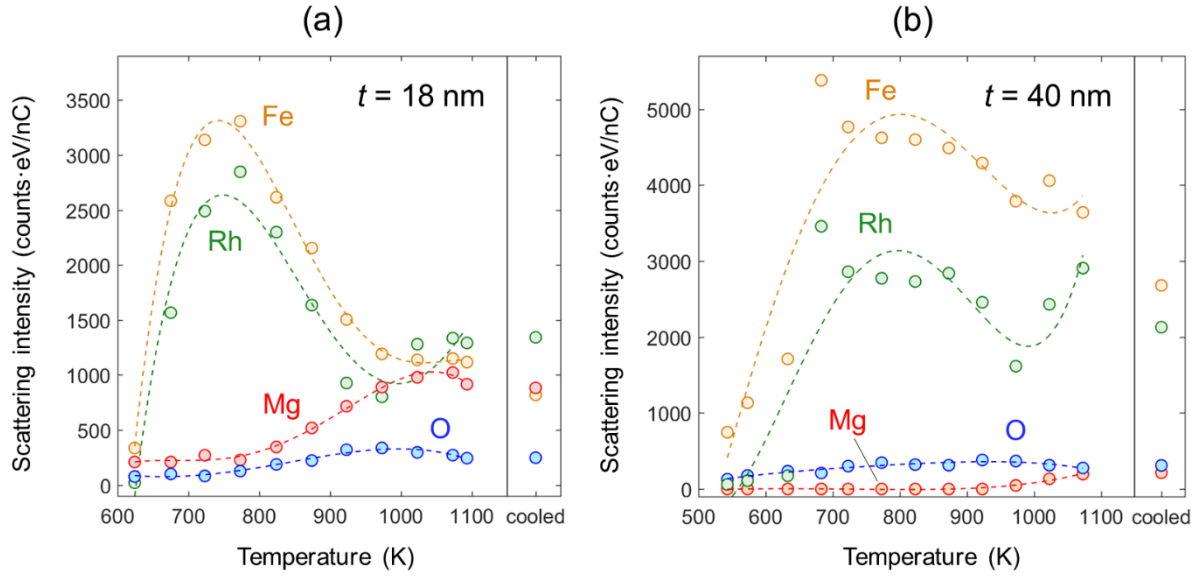 (a)
Scattering intensity (counts·eV/nC)
3500
3000
2500
2000
1500
1000
500
0
t = 18 nm
Fe
Rh
Mg
O
600 700 800 900 1000 1100 cooled
Temperature (K)
(b)
Scattering intensity (counts·eV/nC)
5000
4000
3000
2000
1000
0
t = 40 nm
Fe
Rh
Mg
O
500 600 700 800 900 1000 1100 cooled
Temperature (K)